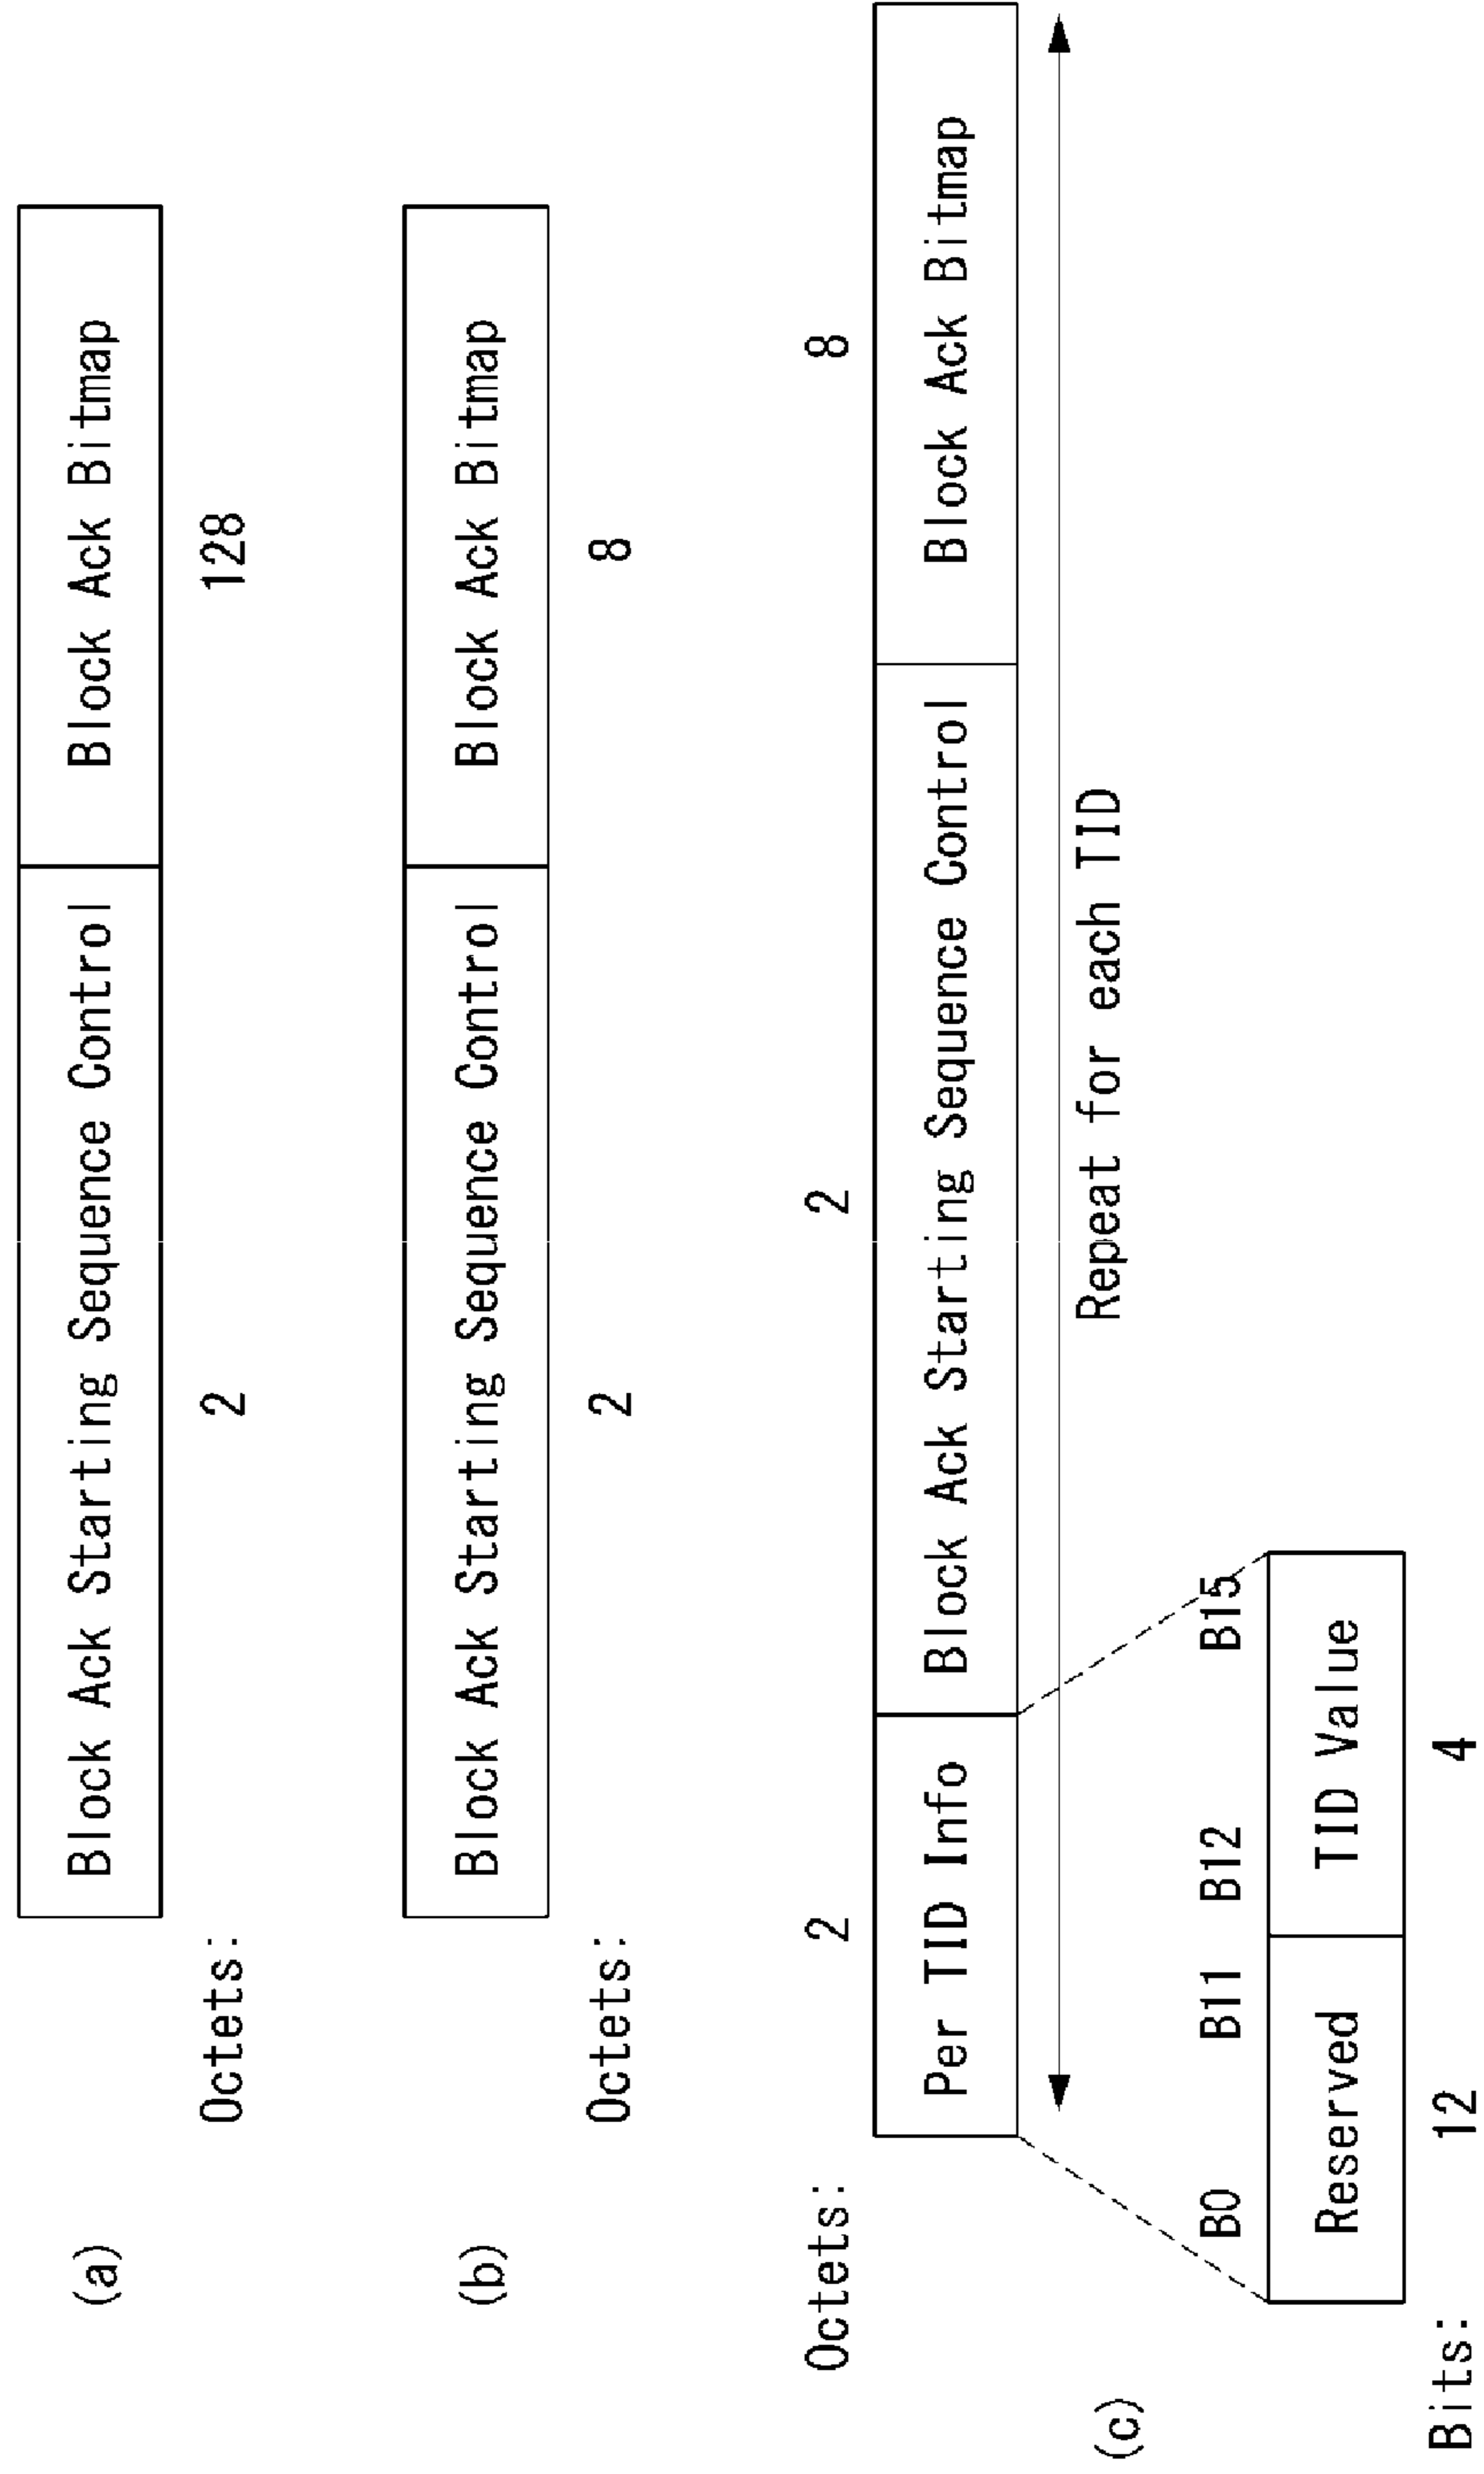 (a)
Block Ack Starting Sequence Control Block Ack Bitmap
Octets: 2 128
(b)
Block Ack Starting Sequence Control Block Ack Bitmap
Octets: 2 8
Octets: 2 2 8
Per TID Info Block Ack Starting Sequence Control Block Ack Bitmap
(c)
Repeat for each TID
B0 B11 B12 B15
Reserved TID Value
Bits: 12 4